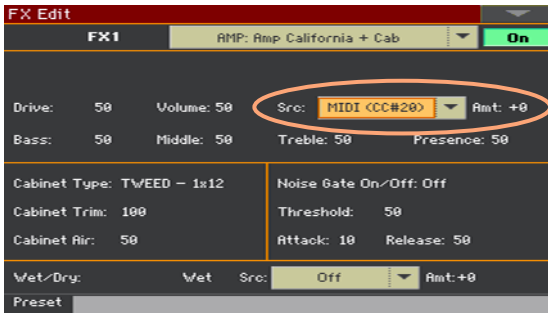 FX Edit
FX1 AMP: Amp California + Cab On
Drive: 50 Volume: 50 Src: MIDI (CC#20) Amt: +0
Bass: 50 Middle: 50 Treble: 50 Presence: 50
Cabinet Type: TWEED - 1x12 Noise Gate On/Off: Off
Cabinet Trim: 100 Threshold: 50
Cabinet Air: 50 Attack: 10 Release: 50
Wet/Dry: Wet Src: Off Amt:+0
Preset